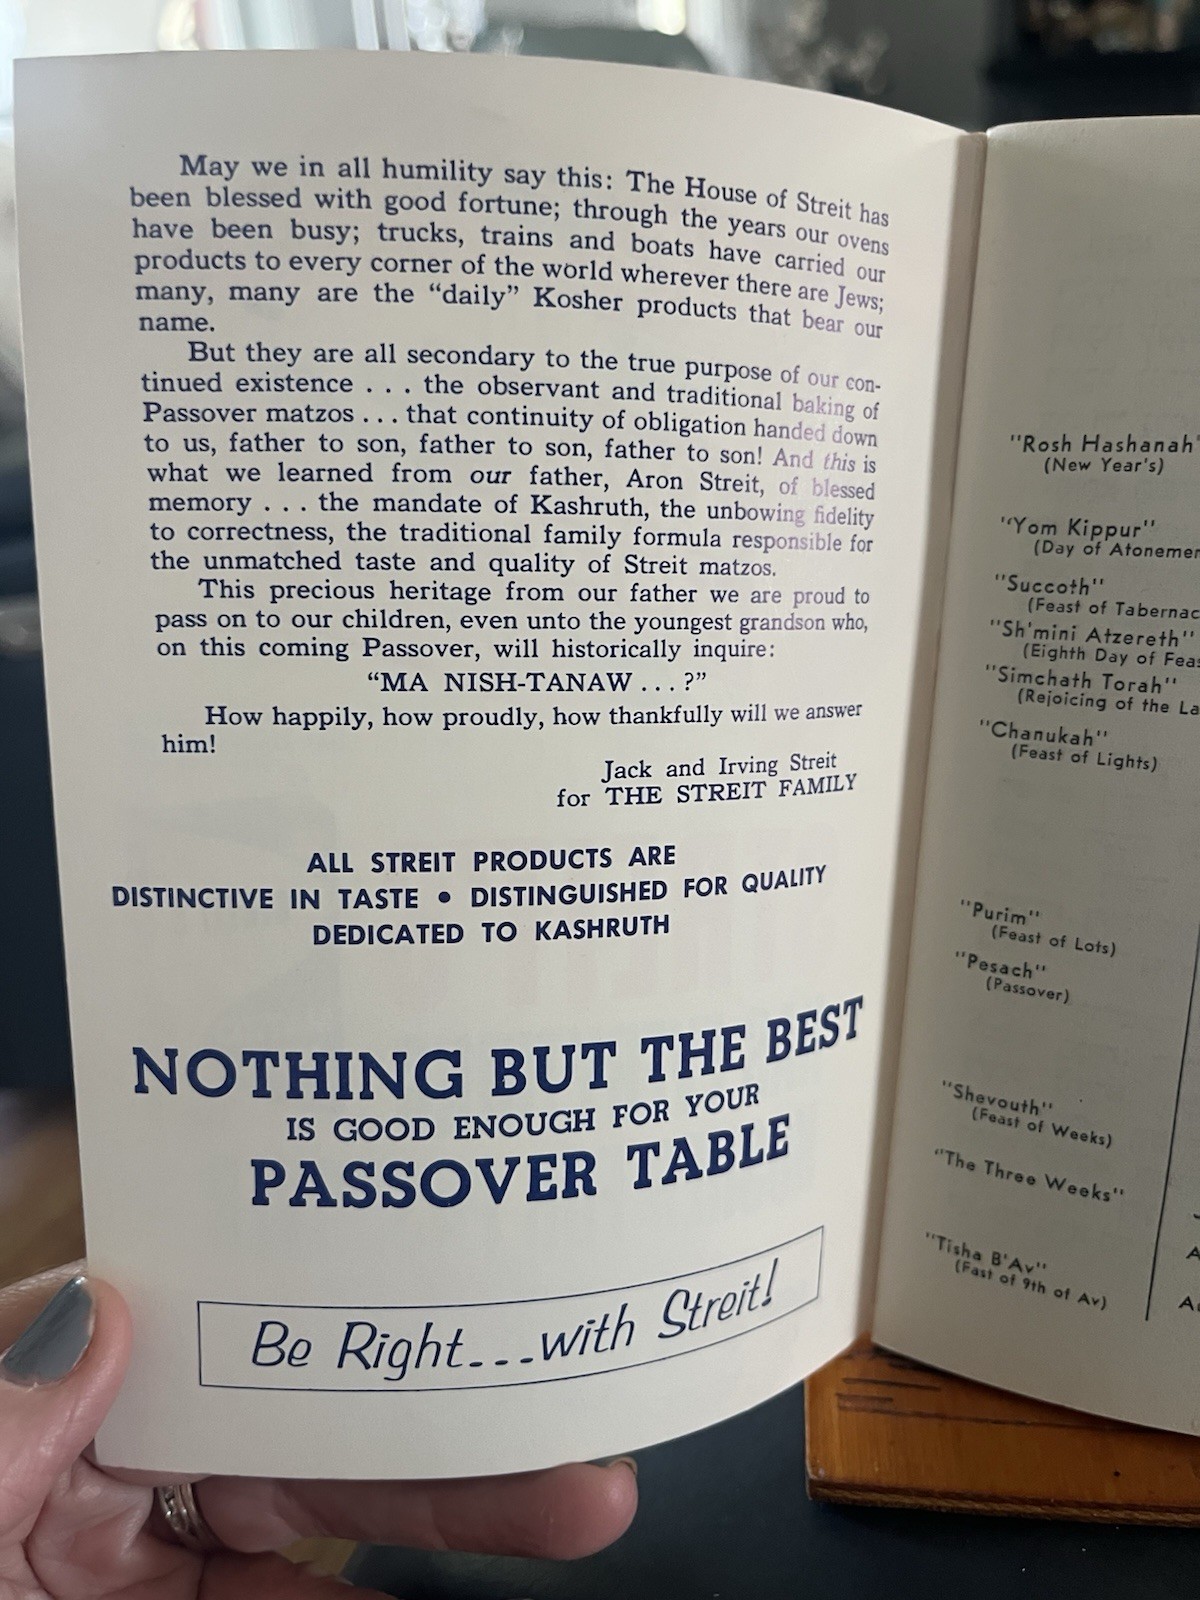 May we in all humility say this: The House of Streit has
been blessed with good fortune; through the years our ovens
have been busy; trucks, trains and boats have carried our
products to every corner of the world wherever there are Jews;
many, many are the “daily” Kosher products that bear our
name.
But they are all secondary to the true purpose of our con-
tinued existence . . . the observant and traditional baking of
Passover matzos . . . that continuity of obligation handed down
to us, father to son, father to son, father to son! And this is
what we learned from our father, Aron Streit, of blessed
memory . . . the mandate of Kashruth, the unbowing fidelity
to correctness, the traditional family formula responsible for
the unmatched taste and quality of Streit matzos.
This precious heritage from our father we are proud to
pass on to our children, even unto the youngest grandson who,
on this coming Passover, will historically inquire:
“MA NISH-TANAW . . . ?”
How happily, how proudly, how thankfully will we answer
him!
Jack and Irving Streit
for THE STREIT FAMILY
ALL STREIT PRODUCTS ARE
DISTINCTIVE IN TASTE • DISTINGUISHED FOR QUALITY
DEDICATED TO KASHRUTH
NOTHING BUT THE BEST
IS GOOD ENOUGH FOR YOUR
PASSOVER TABLE
Be Right...with Streit!
"Rosh Hashanah"
(New Year's)
"Yom Kippur"
(Day of
"Succoth"
(Feast of
"Sh'mini Atzereth"
(Eighth Day of
"Simchath Torah"
(Rejoicing of the
"Chanukah"
(Feast of Lights)
"Purim"
(Feast of Lots)
"Pesach"
(Passover)
"Shevouth"
(Feast of Weeks)
"The Three Weeks"
"Tisha B'Av"
(Fast of 9th of Av)